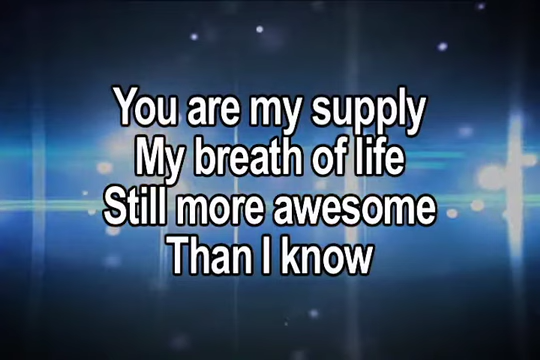 You are my supply
My breath of life
Still more awesome
Than I know